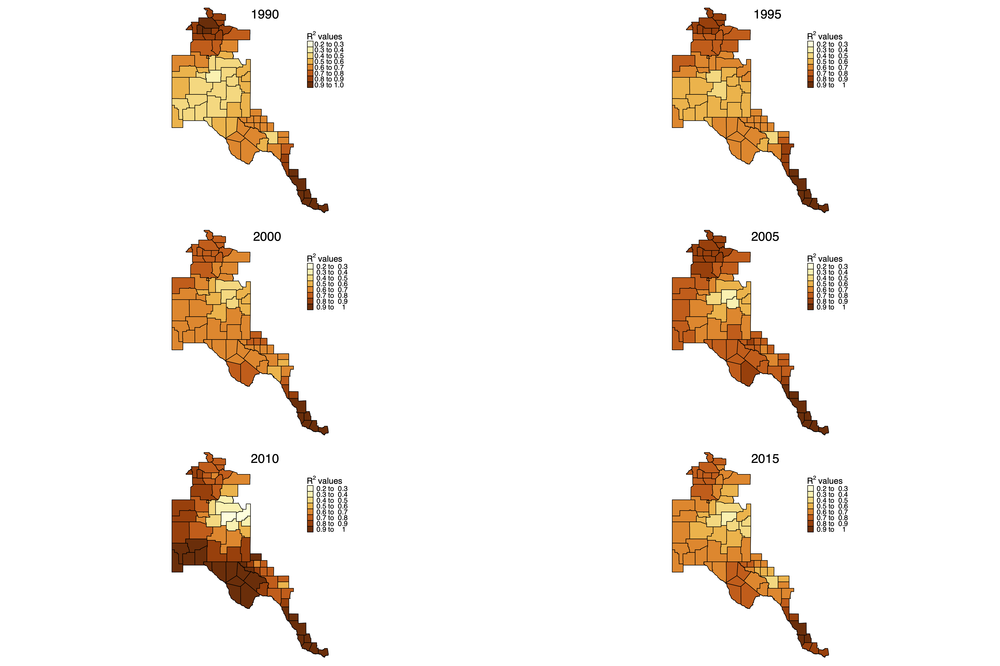 1990
R² values
0.2 to 0.3
0.3 to 0.4
0.4 to 0.5
0.5 to 0.6
0.6 to 0.7
0.7 to 0.8
0.8 to 0.9
0.9 to 1.0
1995
R² values
0.2 to 0.3
0.3 to 0.4
0.4 to 0.5
0.5 to 0.6
0.6 to 0.7
0.7 to 0.8
0.8 to 0.9
0.9 to 1
2000
R² values
0.2 to 0.3
0.3 to 0.4
0.4 to 0.5
0.5 to 0.6
0.6 to 0.7
0.7 to 0.8
0.8 to 0.9
0.9 to 1
2005
R² values
0.2 to 0.3
0.3 to 0.4
0.4 to 0.5
0.5 to 0.6
0.6 to 0.7
0.7 to 0.8
0.8 to 0.9
0.9 to 1
2010
R² values
0.2 to 0.3
0.3 to 0.4
0.4 to 0.5
0.5 to 0.6
0.6 to 0.7
0.7 to 0.8
0.8 to 0.9
0.9 to 1
2015
R² values
0.2 to 0.3
0.3 to 0.4
0.4 to 0.5
0.5 to 0.6
0.6 to 0.7
0.7 to 0.8
0.8 to 0.9
0.9 to 1